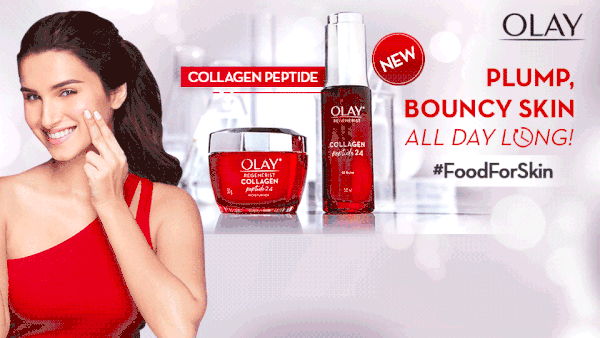 OLAY
NEW
COLLAGEN PEPTIDE
PLUMP,
BOUNCY SKIN
ALL DAY LONG!
#FoodForSkin
OLAY
REGENERIST
COLLAGEN
peptide 24
OLAY
REGENERIST
COLLAGEN
peptide 24